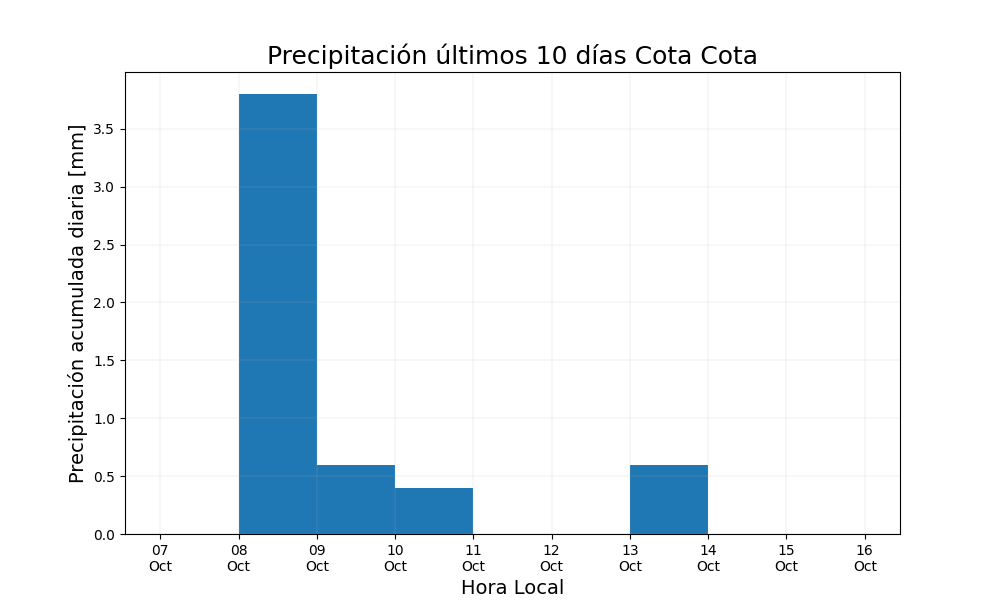 Precipitación últimos 10 días Cota Cota
Precipitación acumulada diaria [mm]
3.5
3.0
2.5
2.0
1.5
1.0
0.5
0.0
07 08 09 10 11 12 13 14 15 16
Oct Oct Oct Oct Oct Oct Oct Oct Oct Oct
Hora Local